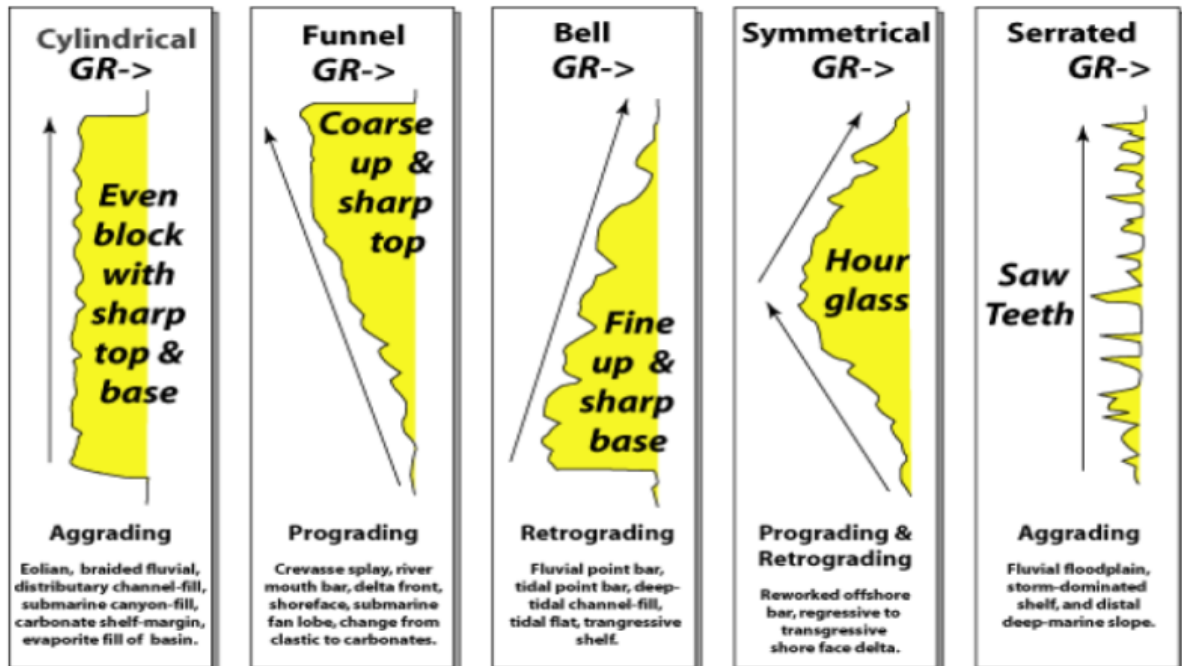 Cylindrical
GR->
Even
block
with
sharp
top &
base
Aggrading
Eolian, braided fluvial,
distributary channel-fill,
submarine canyon-fill,
carbonate shelf-margin,
evaporite fill of basin.
Funnel
GR->
Coarse
up &
sharp
top
Prograding
Crevasse splay, river
mouth bar, delta front,
shoreface, submarine
fan lobe, change from
clastic to carbonates.
Bell
GR->
Fine
up &
sharp
base
Retrograding
Fluvial point bar,
tidal point bar, deep-
tidal channel-fill,
tidal flat, trangressive
shelf.
Symmetrical
GR->
Hour
glass
Prograding &
Retrograding
Reworked offshore
bar, regressive to
transgressive
shore face delta.
Serrated
GR->
Saw
Teeth
Aggrading
Fluvial floodplain,
storm-dominated
shelf, and distal
deep-marine slope.